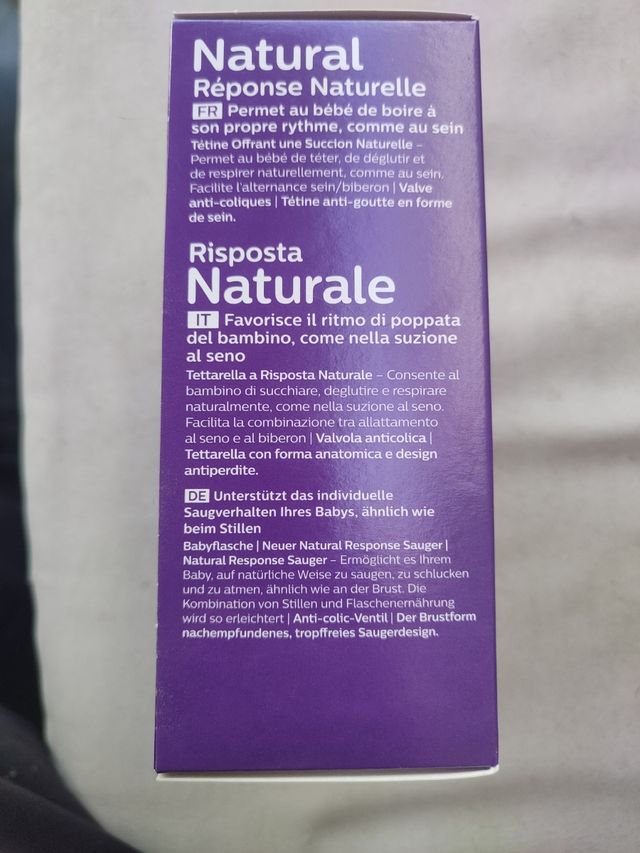 Natural
Réponse Naturelle
FR Permet au bébé de boire à
son propre rythme, comme au sein
Tétine Offrant une Succion Naturelle –
Permet au bébé de téter, de déglutir et
de respirer naturellement, comme au sein.
Facilite l'alternance sein/biberon | Valve
anti-coliques | Tétine anti-goutte en forme
de sein.
Risposta
Naturale
IT Favorisce il ritmo di poppata
del bambino, come nella suzione
al seno
Tettarella a Risposta Naturale – Consente al
bambino di succhiare, deglutire e respirare
naturalmente, come nella suzione al seno.
Facilita la combinazione tra allattamento
al seno e al biberon | Valvola anticolica |
Tettarella con forma anatomica e design
antiperdite.
DE Unterstützt das individuelle
Saugverhalten Ihres Babys, ähnlich wie
beim Stillen
Babyflasche | Neuer Natural Response Sauger |
Natural Response Sauger – Ermöglicht es Ihrem
Baby, auf natürliche Weise zu saugen, zu schlucken
und zu atmen, ähnlich wie an der Brust. Die
Kombination von Stillen und Flaschenernährung
wird so erleichtert | Anti-colic-Ventil | Der Brustform
nachempfundenes, tropffreies Saugerdesign.